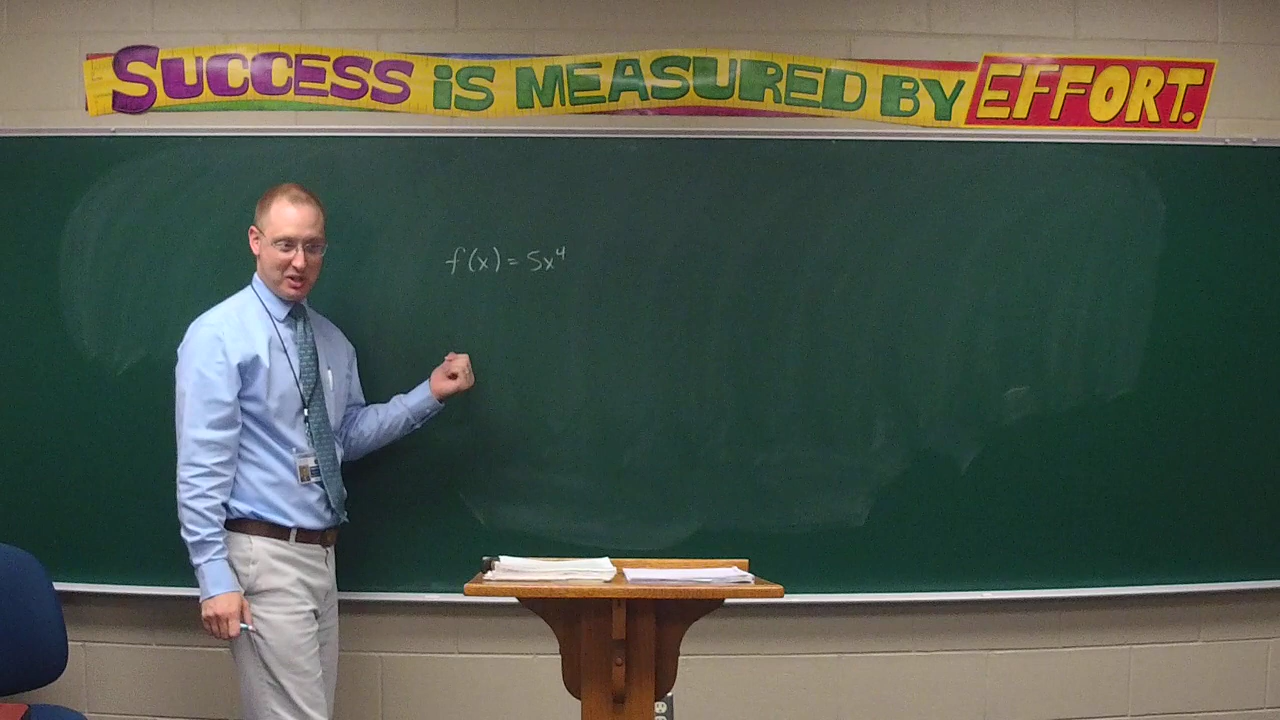 SUCCESS IS MEASURED BY EFFORT.
f(x) = 5x⁴